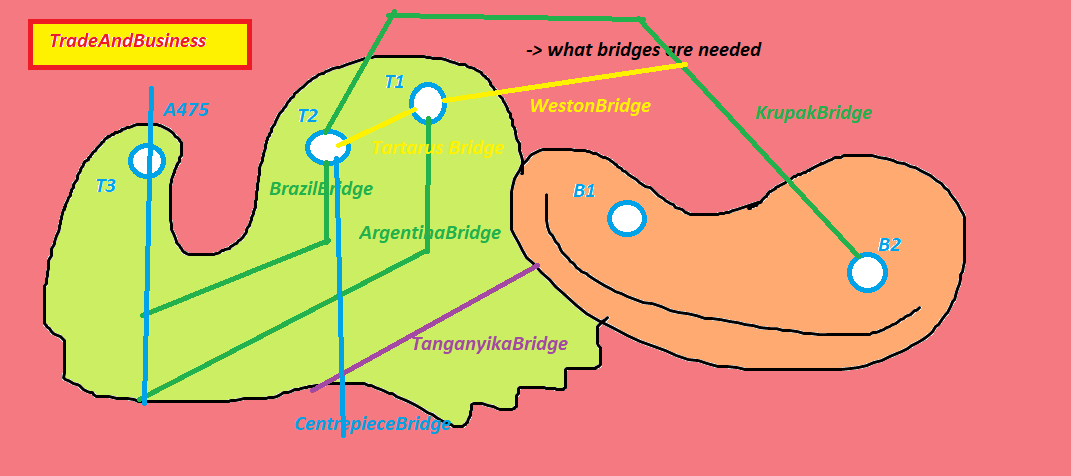 TradeAndBusiness
-> what bridges are needed
T1
A475
WestonBridge
KrupakBridge
T2
Tartarus Bridge
T3
BrazilBridge
B1
ArgentinaBridge
B2
TanganyikaBridge
CentrepieceBridge